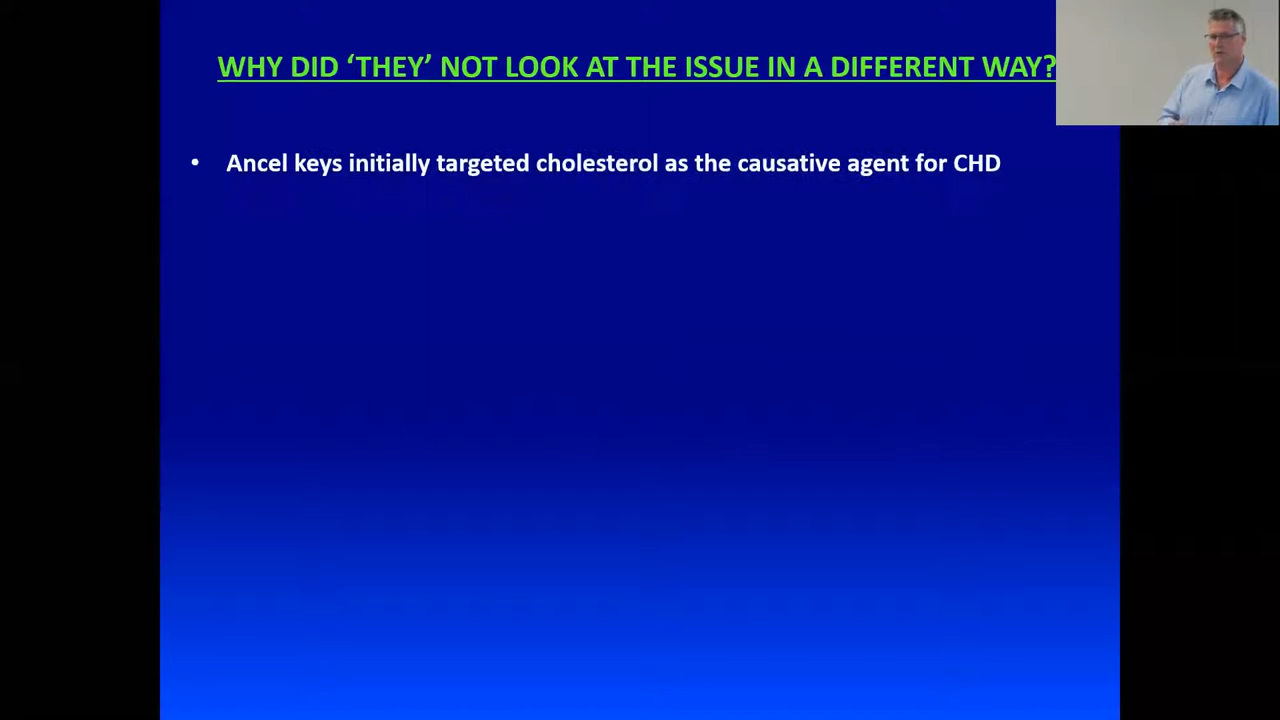 WHY DID ‘THEY’ NOT LOOK AT THE ISSUE IN A DIFFERENT WAY?
• Ancel keys initially targeted cholesterol as the causative agent for CHD